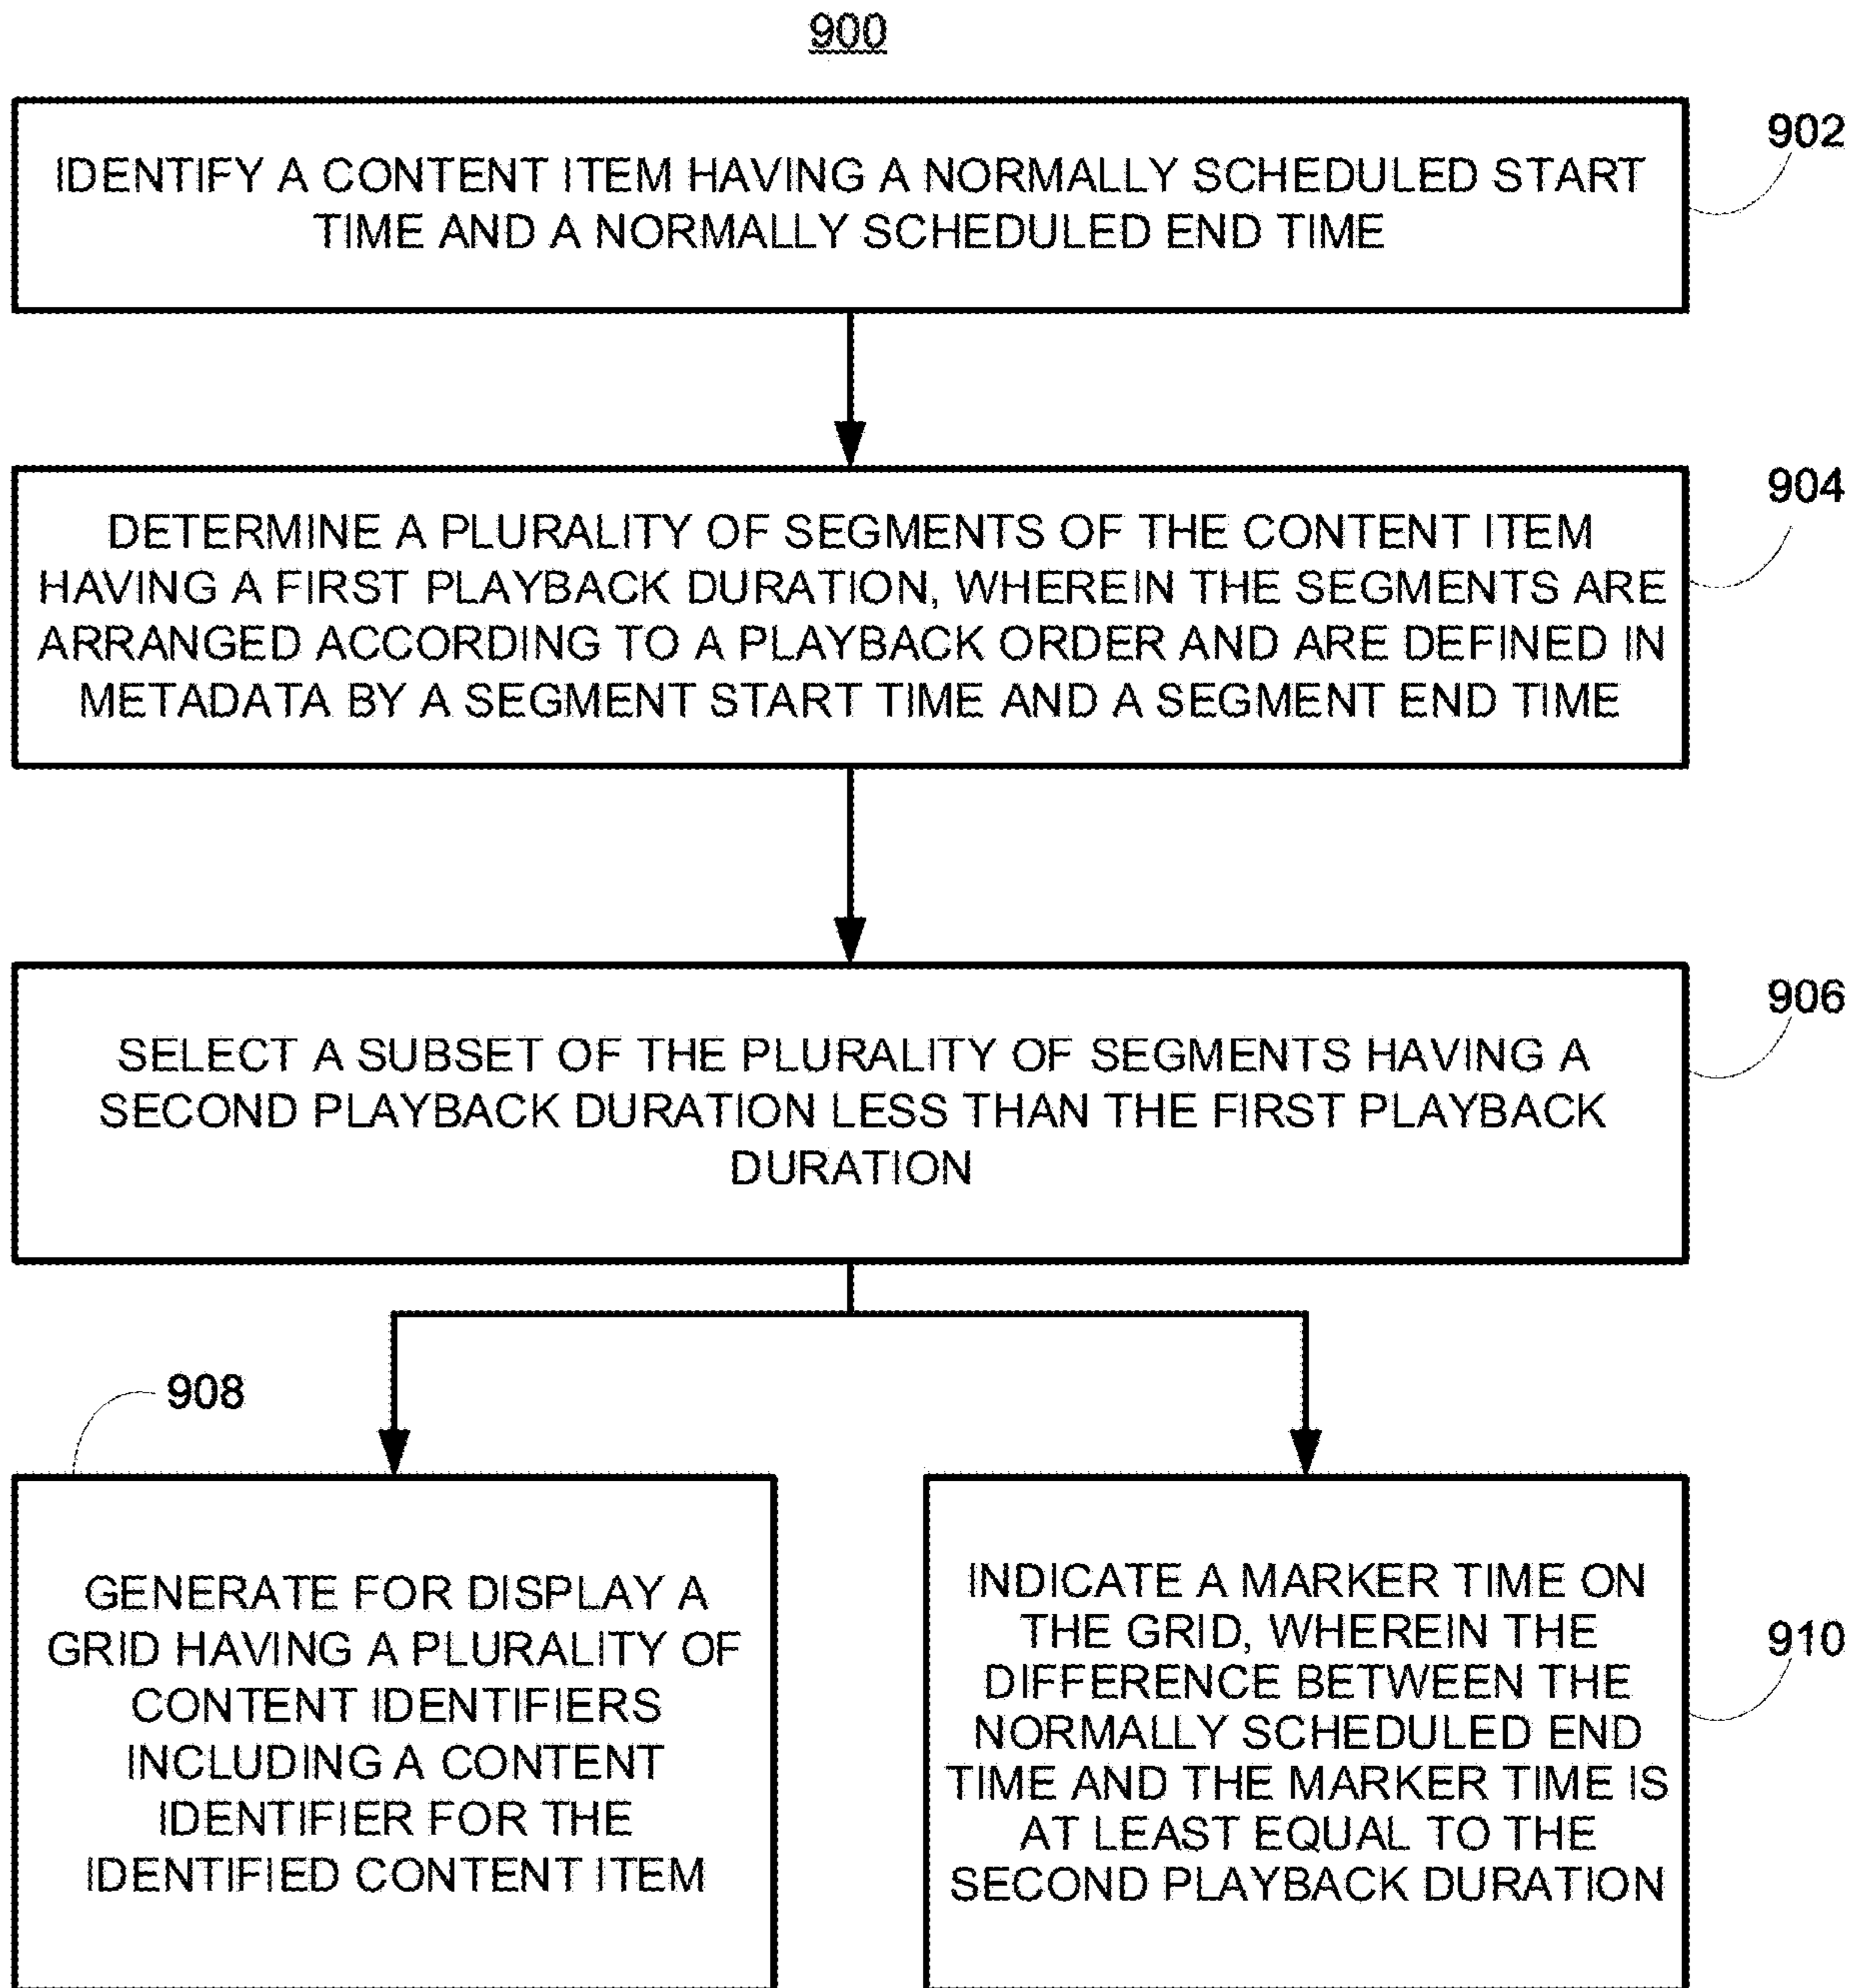 900
902
IDENTIFY A CONTENT ITEM HAVING A NORMALLY SCHEDULED START
TIME AND A NORMALLY SCHEDULED END TIME
904
DETERMINE A PLURALITY OF SEGMENTS OF THE CONTENT ITEM
HAVING A FIRST PLAYBACK DURATION, WHEREIN THE SEGMENTS ARE
ARRANGED ACCORDING TO A PLAYBACK ORDER AND ARE DEFINED IN
METADATA BY A SEGMENT START TIME AND A SEGMENT END TIME
906
SELECT A SUBSET OF THE PLURALITY OF SEGMENTS HAVING A
SECOND PLAYBACK DURATION LESS THAN THE FIRST PLAYBACK
DURATION
908
GENERATE FOR DISPLAY A
GRID HAVING A PLURALITY OF
CONTENT IDENTIFIERS
INCLUDING A CONTENT
IDENTIFIER FOR THE
IDENTIFIED CONTENT ITEM
INDICATE A MARKER TIME ON
THE GRID, WHEREIN THE
DIFFERENCE BETWEEN THE
NORMALLY SCHEDULED END
TIME AND THE MARKER TIME IS
AT LEAST EQUAL TO THE
SECOND PLAYBACK DURATION
910